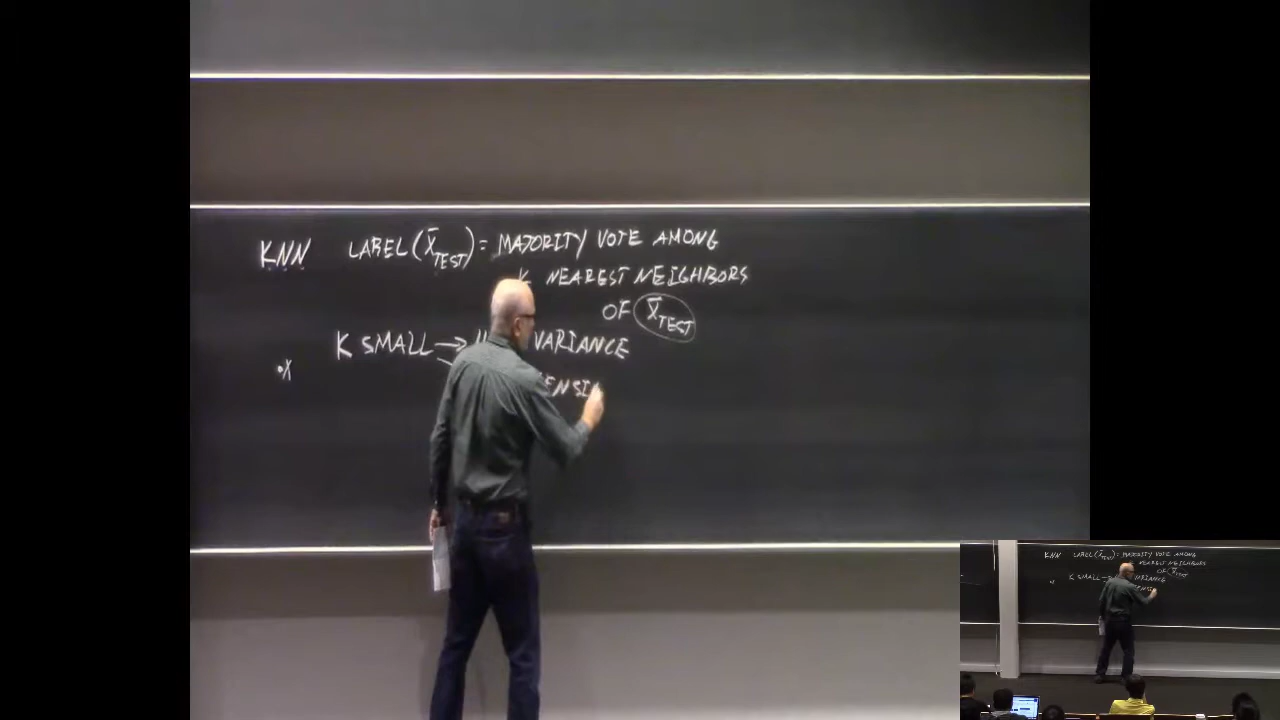 KNN LABEL(X̄TEST) = MAJORITY VOTE AMONG
K NEAREST NEIGHBORS
OF X̄TEST
K SMALL → VARIANCE
•X